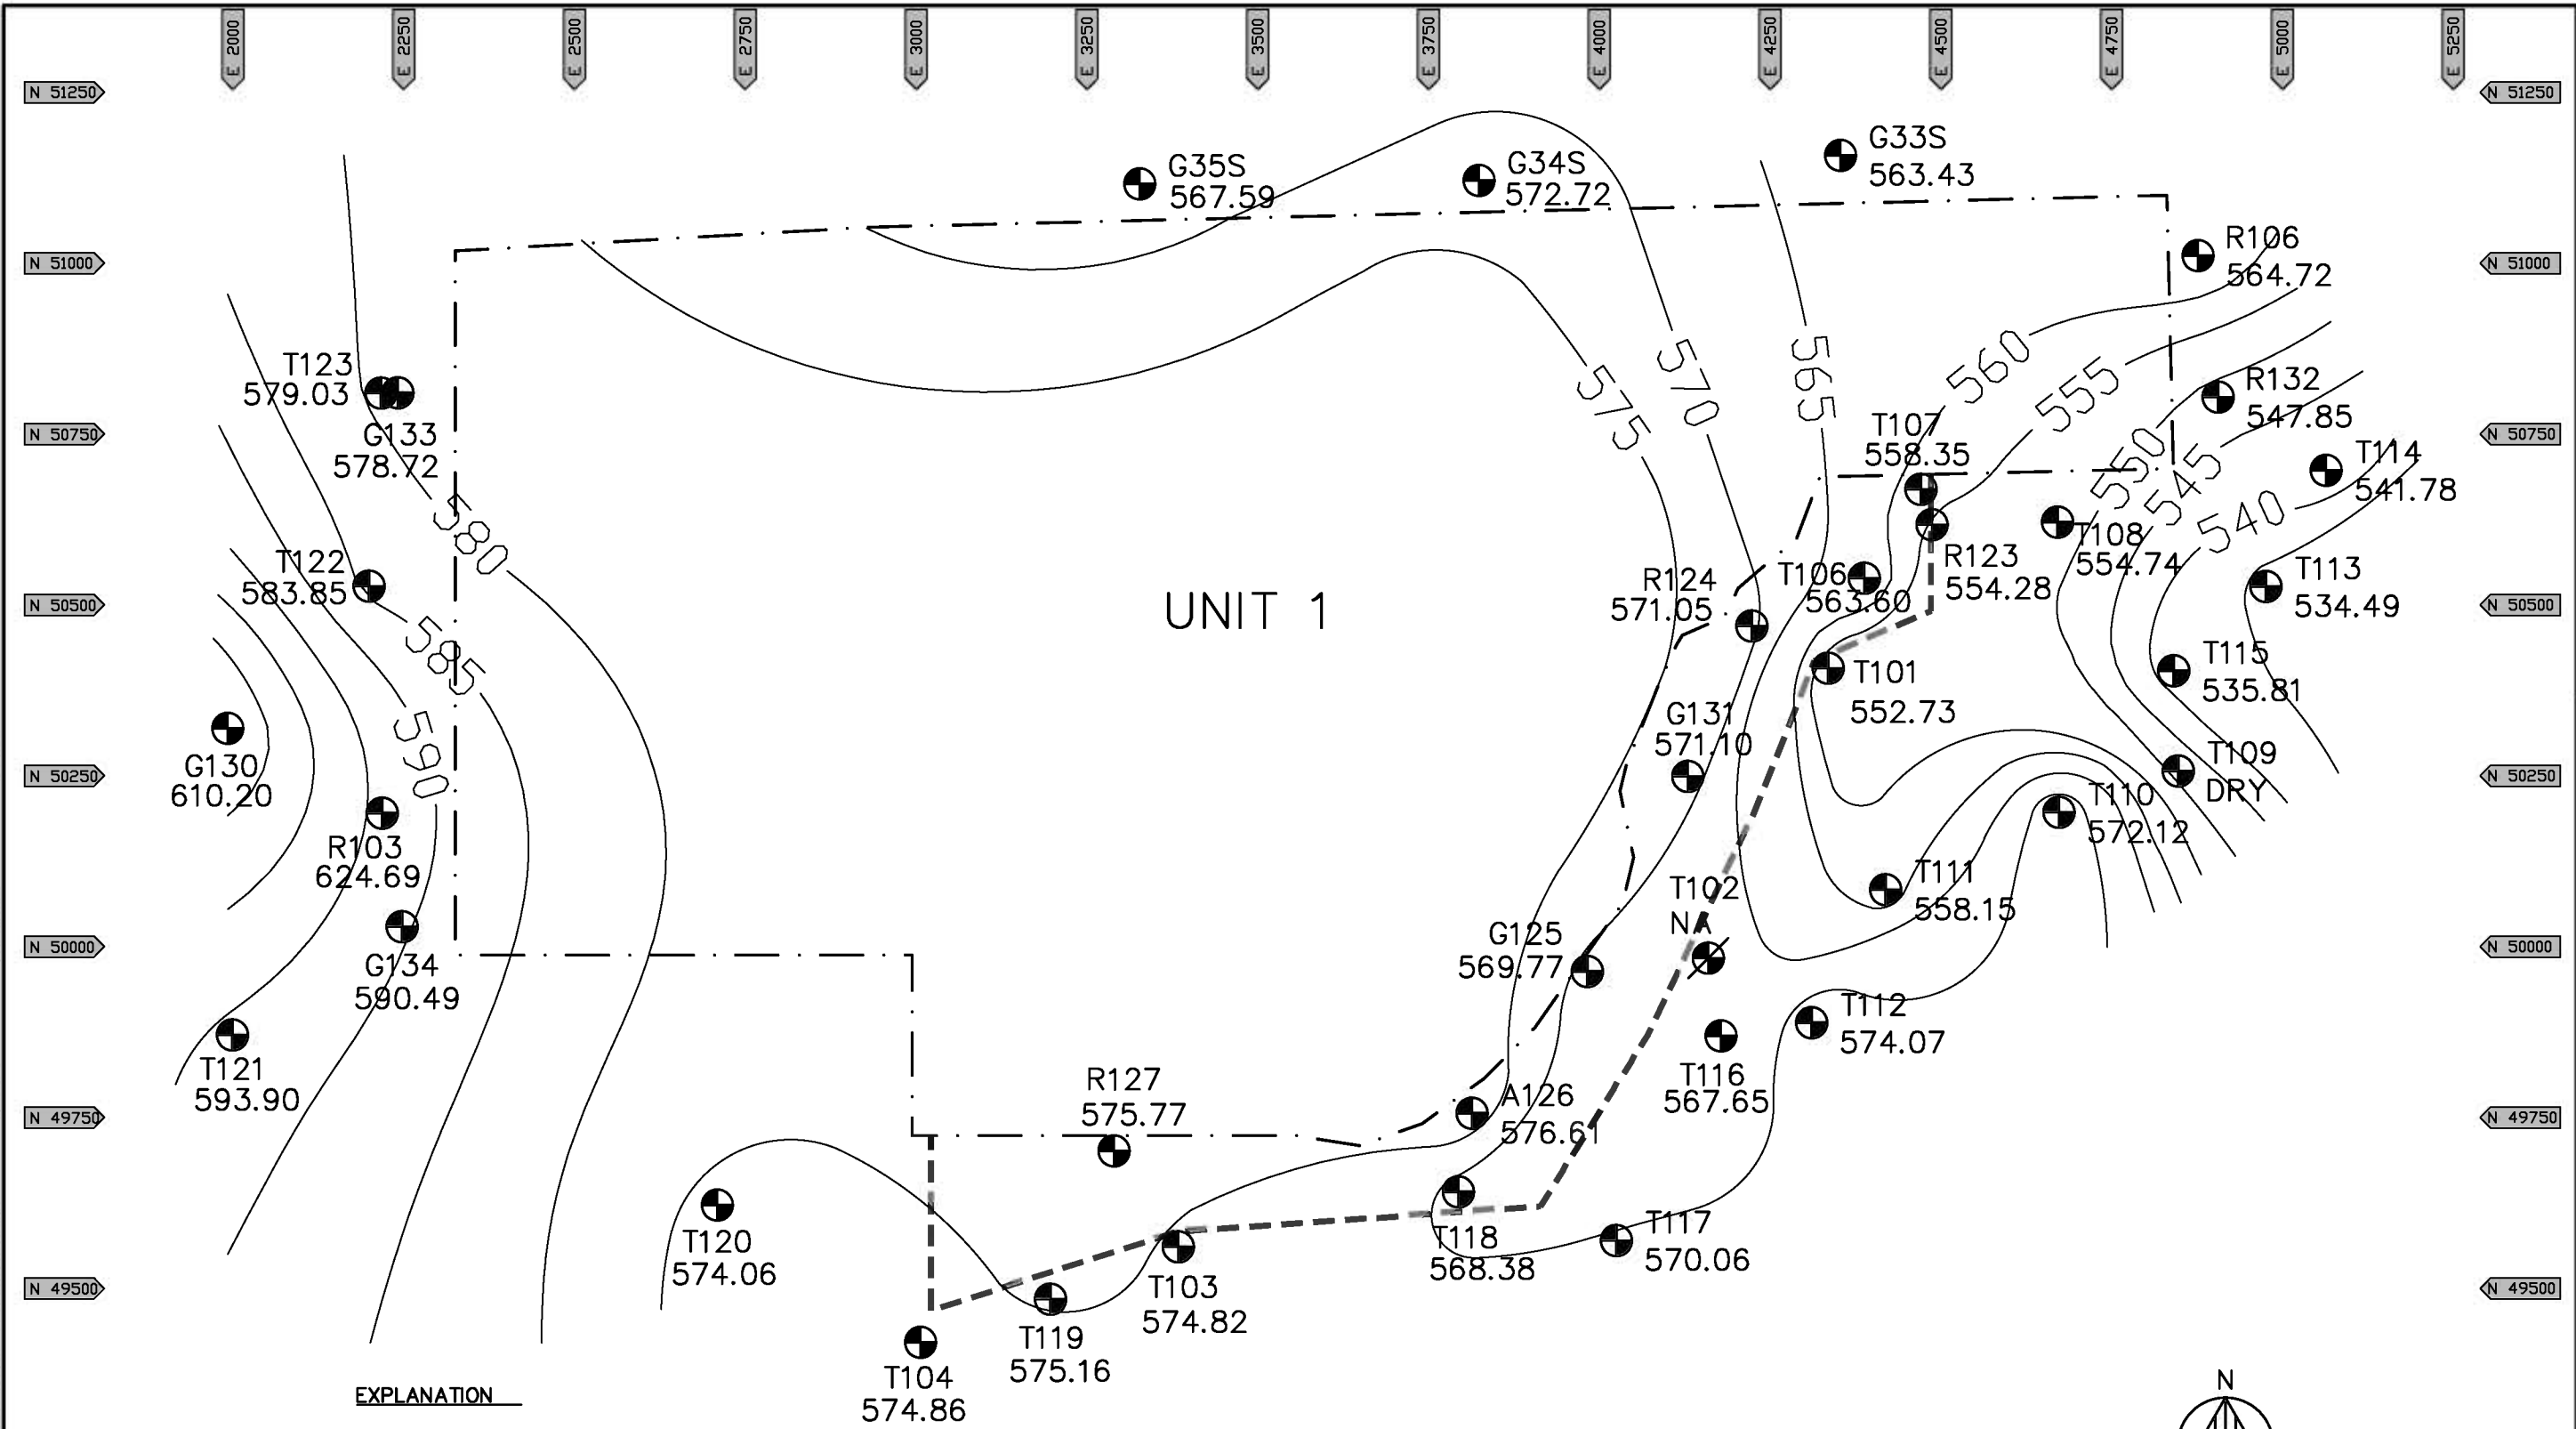 E 2000
E 2250
E 2500
E 2750
E 3000
E 3250
E 3500
E 3750
E 4000
E 4250
E 4500
E 4750
E 5000
E 5250
N 51250
N 51250
G33S
563.43
G35S
567.59
G34S
572.72
R106
564.72
N 51000
N 51000
T123
579.03
575
570
565
560
555
R132
547.85
N 50750
G133
578.72
T107
558.35
N 50750
580
550
545
540
T114
541.78
T122
583.85
R124
571.05
T106
563.60
R123
554.28
T108
554.74
T113
534.49
N 50500
UNIT 1
N 50500
585
T101
552.73
T115
535.81
590
G131
571.10
G130
610.20
T109
DRY
N 50250
N 50250
R103
624.69
T110
572.12
T102
NA
T111
558.15
N 50000
G134
590.49
G125
569.77
N 50000
T112
574.07
T121
593.90
R127
575.77
T116
567.65
N 49750
A126
576.61
N 49750
T120
574.06
T118
568.38
T117
570.06
N 49500
T103
574.82
N 49500
T119
575.16
T104
574.86
EXPLANATION
N